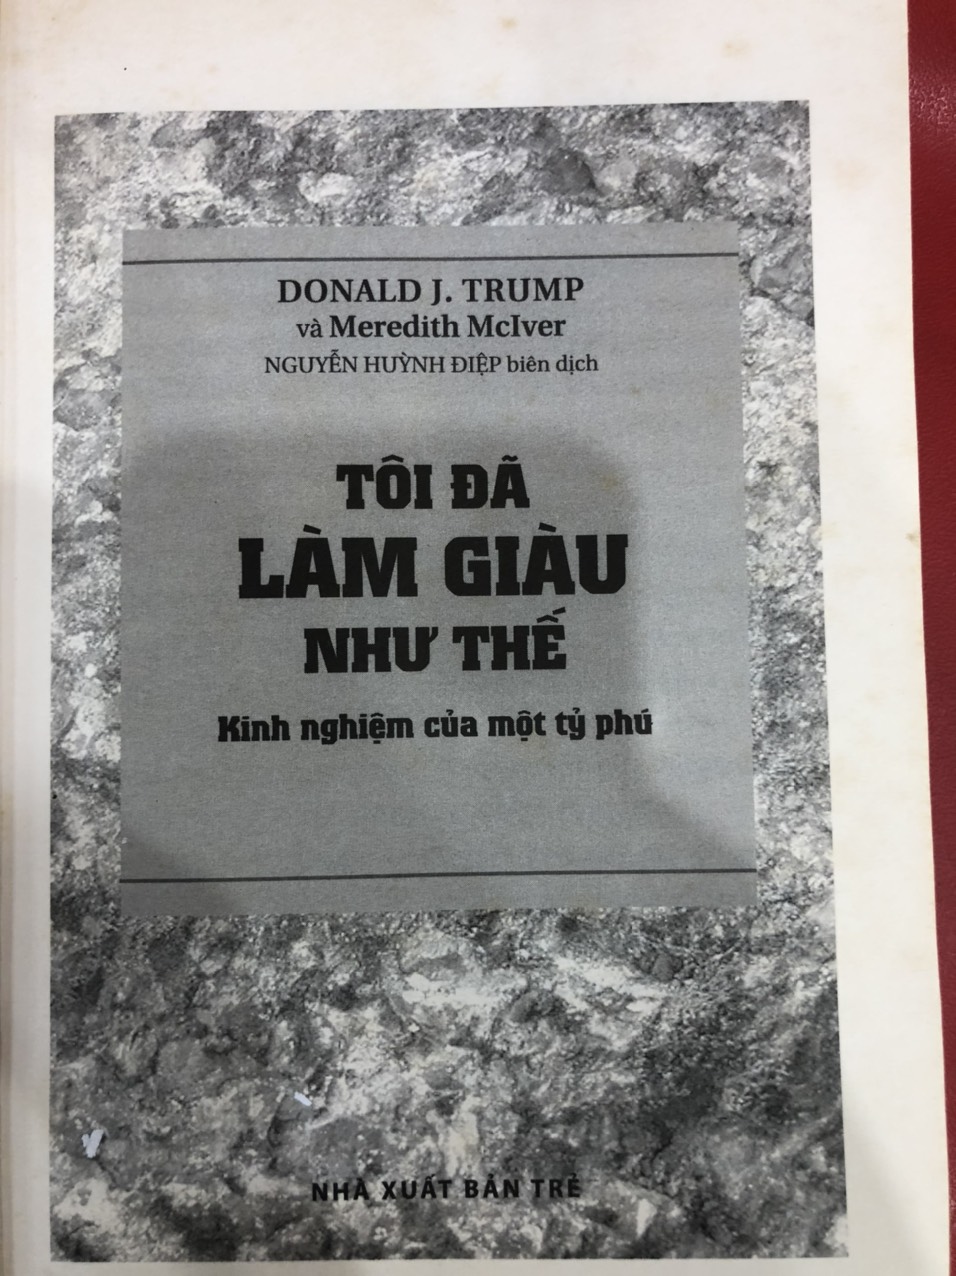 DONALD J. TRUMP
và Meredith McIver
NGUYỄN HUỲNH ĐIỆP biên dịch
TÔI ĐÃ
LÀM GIÀU
NHƯ THẾ
Kinh nghiệm của một tỷ phú
NHÀ XUẤT BẢN TRẺ